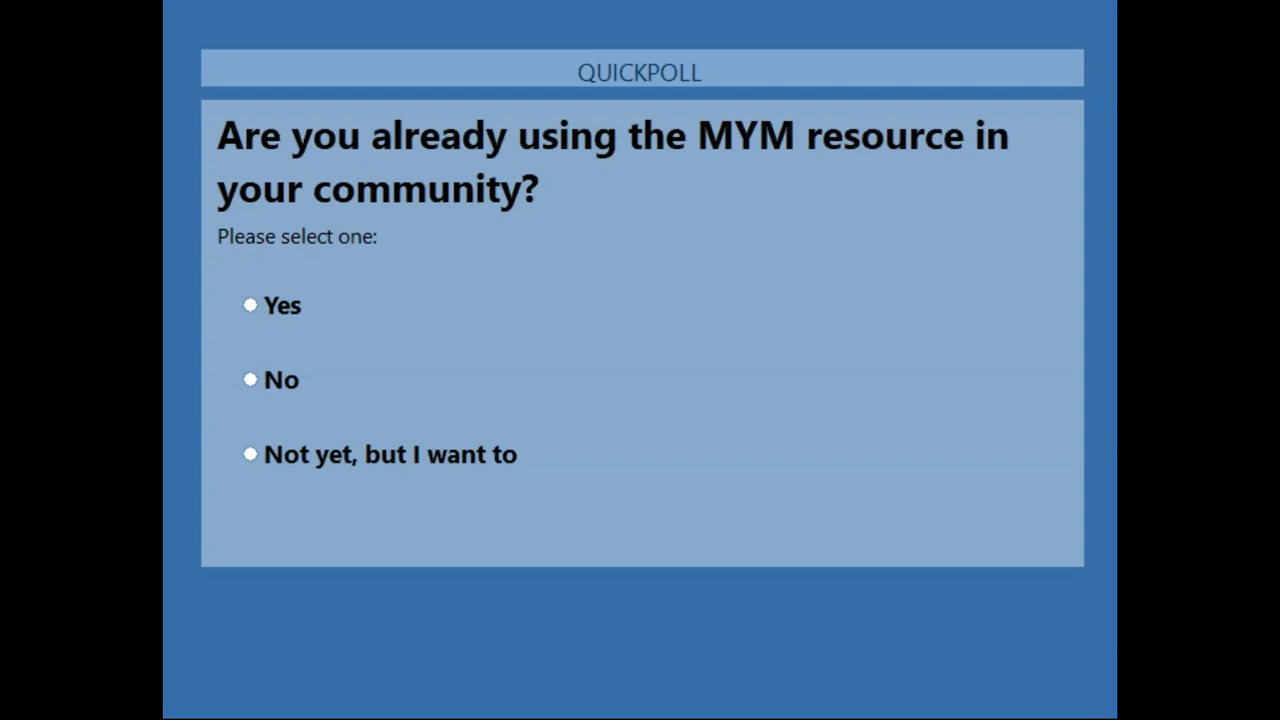 QUICKPOLL
Are you already using the MYM resource in
your community?
Please select one:
Yes
No
Not yet, but I want to